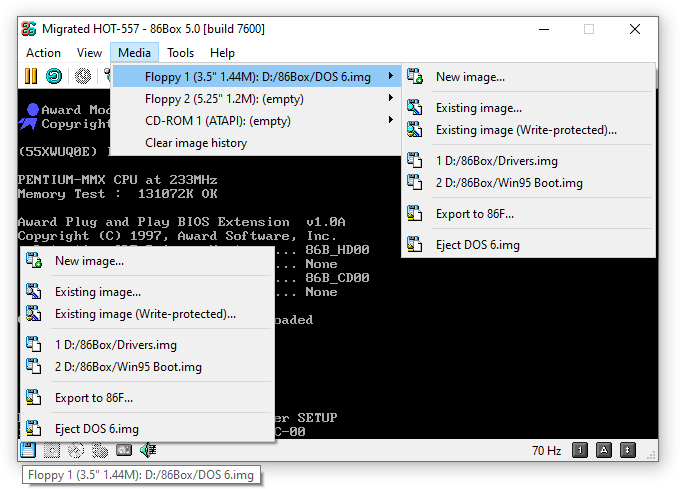 Migrated HOT-557 - 86Box 5.0 [build 7600]
Action View Media Tools Help
Floppy 1 (3.5" 1.44M): D:/86Box/DOS 6.img
Floppy 2 (5.25" 1.2M): (empty)
CD-ROM 1 (ATAPI): (empty)
Clear image history
New image...
Existing image...
Existing image (Write-protected)...
1 D:/86Box/Drivers.img
2 D:/86Box/Win95 Boot.img
Export to 86F...
Eject DOS 6.img
Award Mod
Copyright
(55XWUQ0E)
PENTIUM-MMX CPU at 233MHz
Memory Test : 131072K OK
Award Plug and Play BIOS Extension v1.0A
Copyright (C) 1997, Award Software, Inc.
... 86B_HD00
... None
... 86B_CD00
... None
oaded
er SETUP
C-00
New image...
Existing image...
Existing image (Write-protected)...
1 D:/86Box/Drivers.img
2 D:/86Box/Win95 Boot.img
Export to 86F...
Eject DOS 6.img
70 Hz 1 A
Floppy 1 (3.5" 1.44M): D:/86Box/DOS 6.img